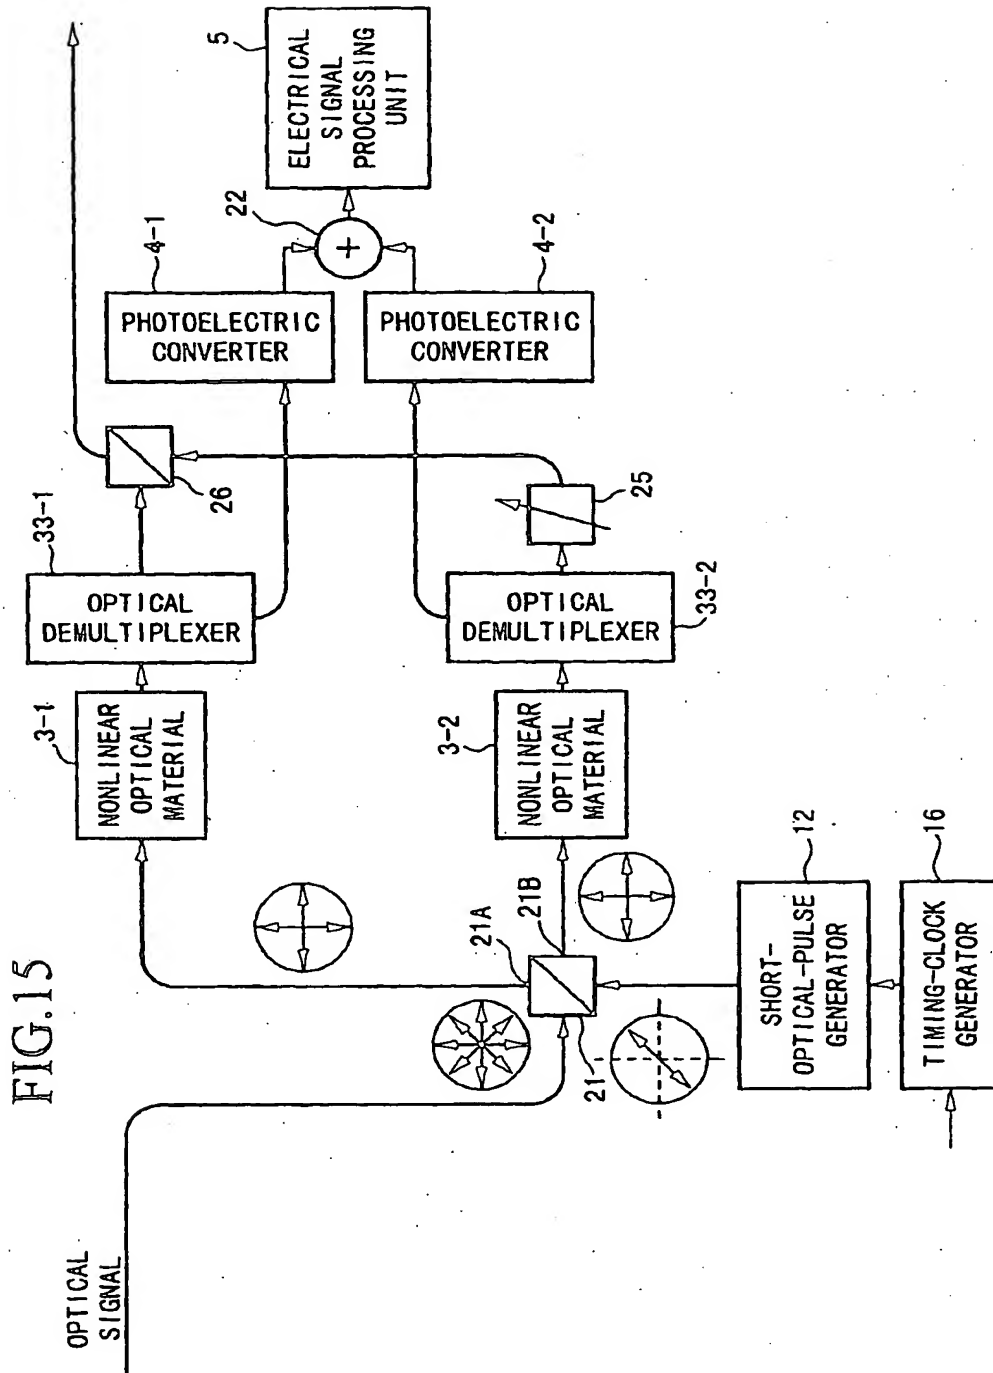 FIG.15
OPTICAL
SIGNAL
21
21A
21B
SHORT-
OPTICAL-PULSE
GENERATOR
12
TIMING-CLOCK
GENERATOR
16
3-1
NONLINEAR
OPTICAL
MATERIAL
3-2
NONLINEAR
OPTICAL
MATERIAL
33-1
OPTICAL
DEMULTIPLEXER
33-2
OPTICAL
DEMULTIPLEXER
26
25
4-1
PHOTOELECTRIC
CONVERTER
4-2
PHOTOELECTRIC
CONVERTER
22
+
5
ELECTRICAL
SIGNAL
PROCESSING
UNIT